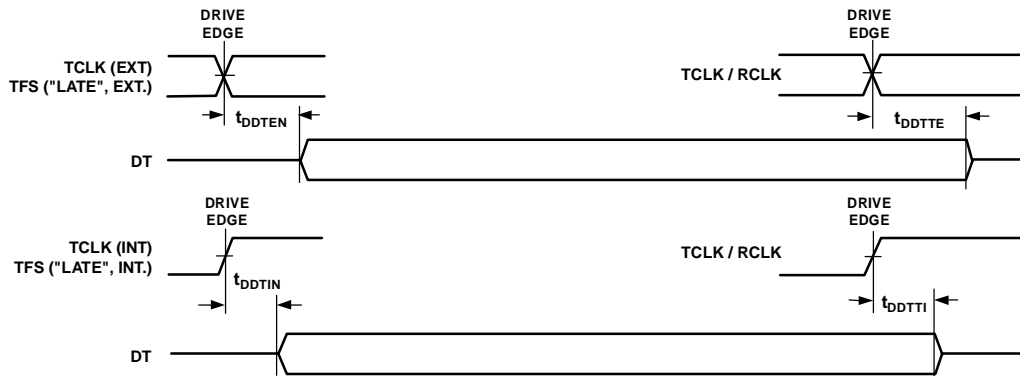 DRIVE
EDGE
DRIVE
EDGE
TCLK (EXT)
TFS ("LATE", EXT.)
TCLK / RCLK
tDDTEN
tDDTTE
DT
DRIVE
EDGE
DRIVE
EDGE
TCLK (INT)
TFS ("LATE", INT.)
TCLK / RCLK
tDDTIN
tDDTTI
DT